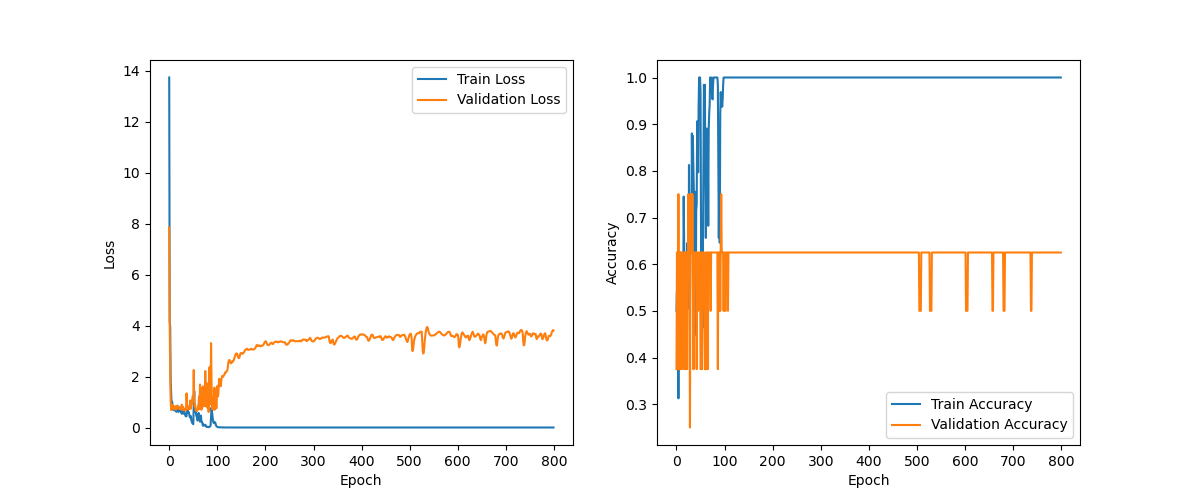 14
12
10
8
6
4
2
0
Loss
Train Loss
Validation Loss
0 100 200 300 400 500 600 700 800
Epoch
1.0
0.9
0.8
0.7
0.6
0.5
0.4
0.3
Accuracy
Train Accuracy
Validation Accuracy
0 100 200 300 400 500 600 700 800
Epoch